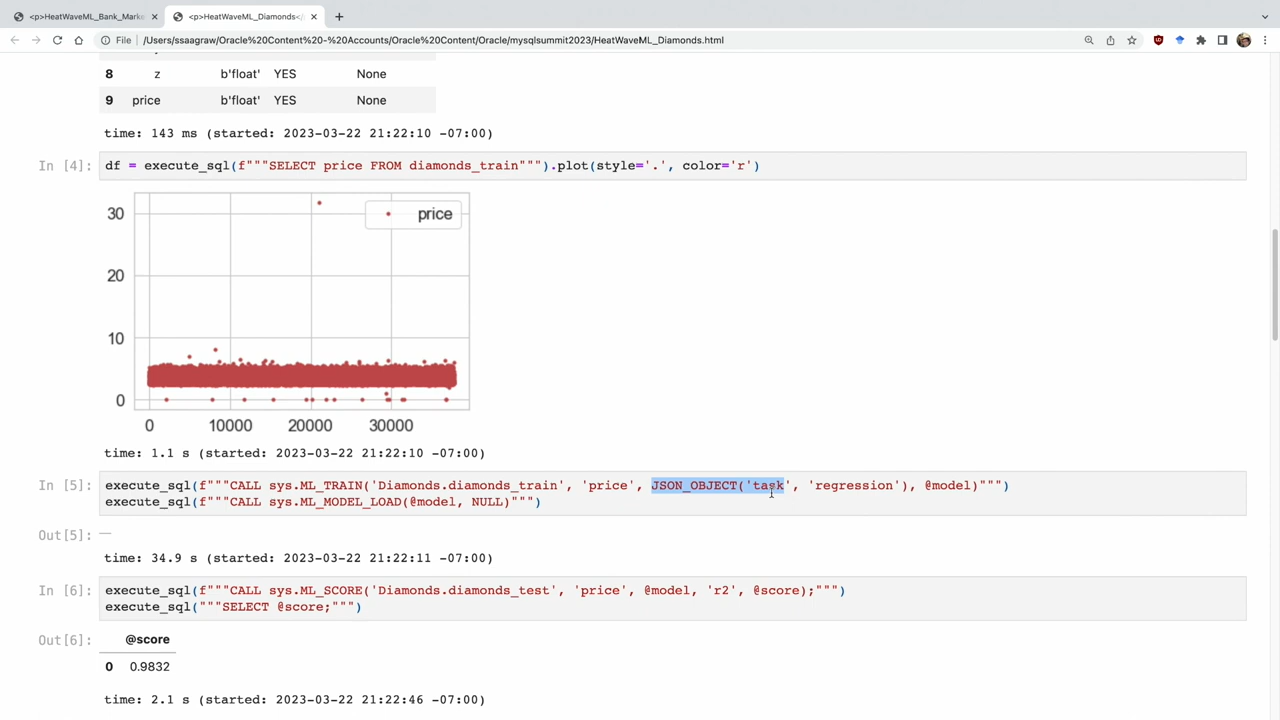 <p>HeatWaveML_Bank_Marke
<p>HeatWaveML_Diamonds</
File
/Users/ssaagraw/Oracle%20Content%20-%20Accounts/Oracle%20Content/Oracle/mysqlsummit2023/HeatWaveML_Diamonds.html
8 z b'float' YES None
9 price b'float' YES None
time: 143 ms (started: 2023-03-22 21:22:10 -07:00)
In [4]: df = execute_sql(f"""SELECT price FROM diamonds_train""").plot(style='.', color='r')
30
price
20
10
0
0 10000 20000 30000
time: 1.1 s (started: 2023-03-22 21:22:10 -07:00)
In [5]: execute_sql(f"""CALL sys.ML_TRAIN('Diamonds.diamonds_train', 'price', JSON_OBJECT('task', 'regression'), @model)""")
execute_sql(f"""CALL sys.ML_MODEL_LOAD(@model, NULL)""")
Out[5]: —
time: 34.9 s (started: 2023-03-22 21:22:11 -07:00)
In [6]: execute_sql(f"""CALL sys.ML_SCORE('Diamonds.diamonds_test', 'price', @model, 'r2', @score);""")
execute_sql("""SELECT @score;""")
Out[6]: @score
0 0.9832
time: 2.1 s (started: 2023-03-22 21:22:46 -07:00)